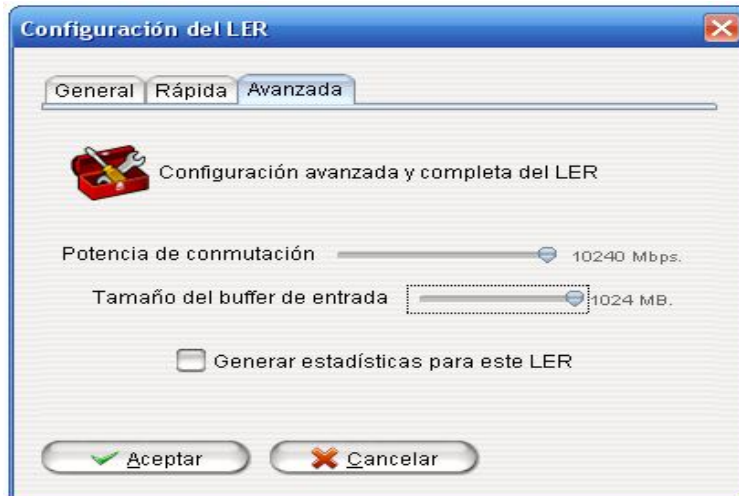 Configuración del LER
General Rápida Avanzada
Configuración avanzada y completa del LER
Potencia de conmutación 10240 Mbps.
Tamaño del buffer de entrada 1024 MB.
Generar estadísticas para este LER
Aceptar Cancelar